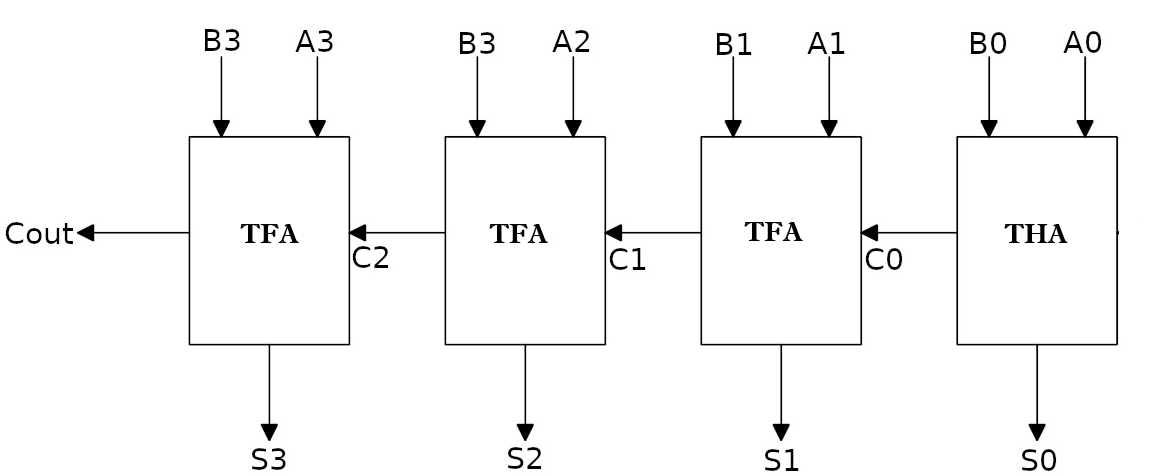 B3 A3 B3 A2 B1 A1 B0 A0
Cout TFA TFA TFA THA
C2 C1 C0
S3 S2 S1 S0